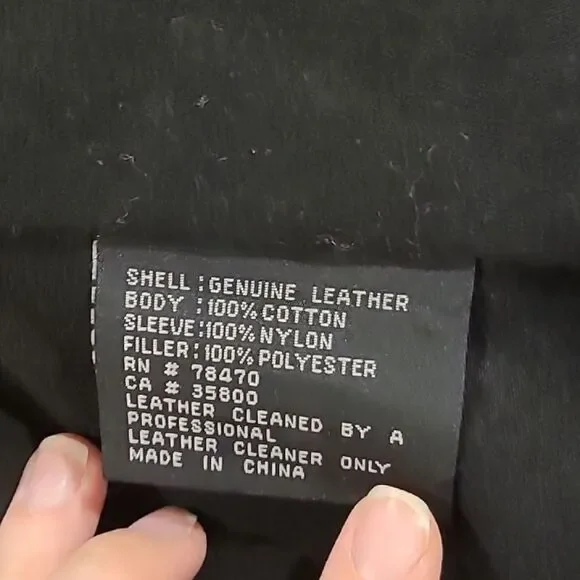 SHELL:GENUINE LEATHER
BODY :100% COTTON
SLEEVE:100% NYLON
FILLER:100% POLYESTER
RN # 78470
CA # 35800
LEATHER CLEANED BY A
PROFESSIONAL
LEATHER CLEANER ONLY
MADE IN CHINA